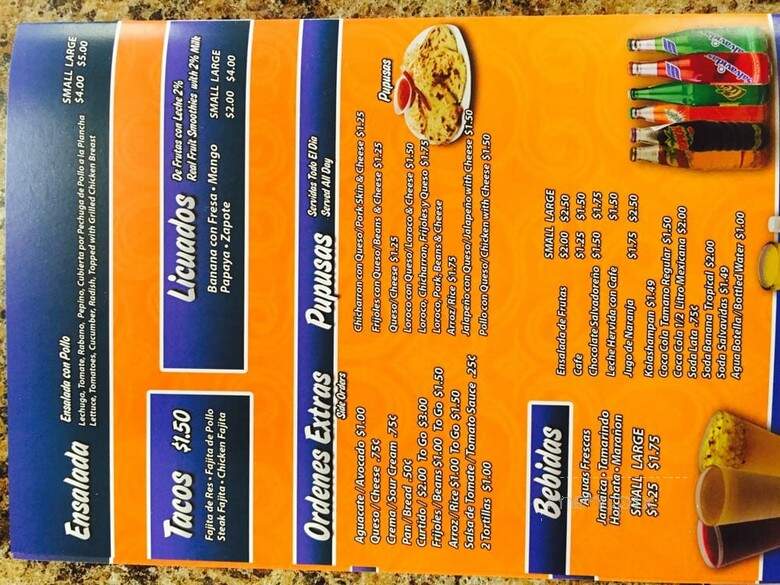 Ensalada
SMALL LARGE
Ensalada con Pollo $4.00 $5.00
Lechuga, Tomate, Rabano, Pepino, Cubierta por Pechuga de Pollo a la Plancha
Lettuce, Tomatoes, Cucumber, Radish, Topped with Grilled Chicken Breast
Tacos $1.50
Fajita de Res • Fajita de Pollo
Steak Fajita • Chicken Fajita
Licuados
De Frutas con Leche 2%
Real Fruit Smoothies with 2% Milk
Banana con Fresa • Mango
Papaya • Zapote
SMALL LARGE
$2.00 $4.00
Ordenes Extras
Side Orders
Aguacate / Avocado $1.00
Queso / Cheese .75¢
Crema / Sour Cream .75¢
Pan / Bread .50¢
Curtido / $2.00 To Go $3.00
Frijoles / Beans $1.00 To Go $1.50
Arroz / Rice $1.00 To Go $1.50
Salsa de Tomate / Tomato Sauce .25¢
2 Tortillas $1.00
Pupusas
Servidas Todo El Dia
Served All Day
Chicharron con Queso / Pork Skin & Cheese $1.25
Frijoles con Queso / Beans & Cheese $1.25
Queso / Cheese $1.25
Loroco con Queso / Loroco & Cheese $1.50
Loroco, Chicharron, Frijoles y Queso $1.75
Loroco, Pork, Beans & Cheese
Arroz / Rice $1.75
Jalapeño con Queso / Jalapeño with Cheese $1.50
Pollo con Queso / Chicken with Cheese $1.50
Pupusas
Bebidas
Aguas Frescas
Jamaica • Tamarindo
Horchata • Marañon
SMALL LARGE
$1.25 $1.75
SMALL LARGE
Ensalada de Frutas $2.00 $2.50
Cafe $1.25 $1.50
Chocolate Salvadoreño $1.50 $1.75
Leche Hervida con Cafe $1.50
Jugo de Naranja $1.75 $2.50
Kolashampan $1.49
Coca Cola Tamano Regular $1.50
Coca Cola 1/2 Litro Mexicana $2.00
Soda Lata .75¢
Soda Banana Tropical $2.00
Soda Salvavidas $1.49
Agua Botella / Bottled Water $1.00
Salvavidas
Salvavidas